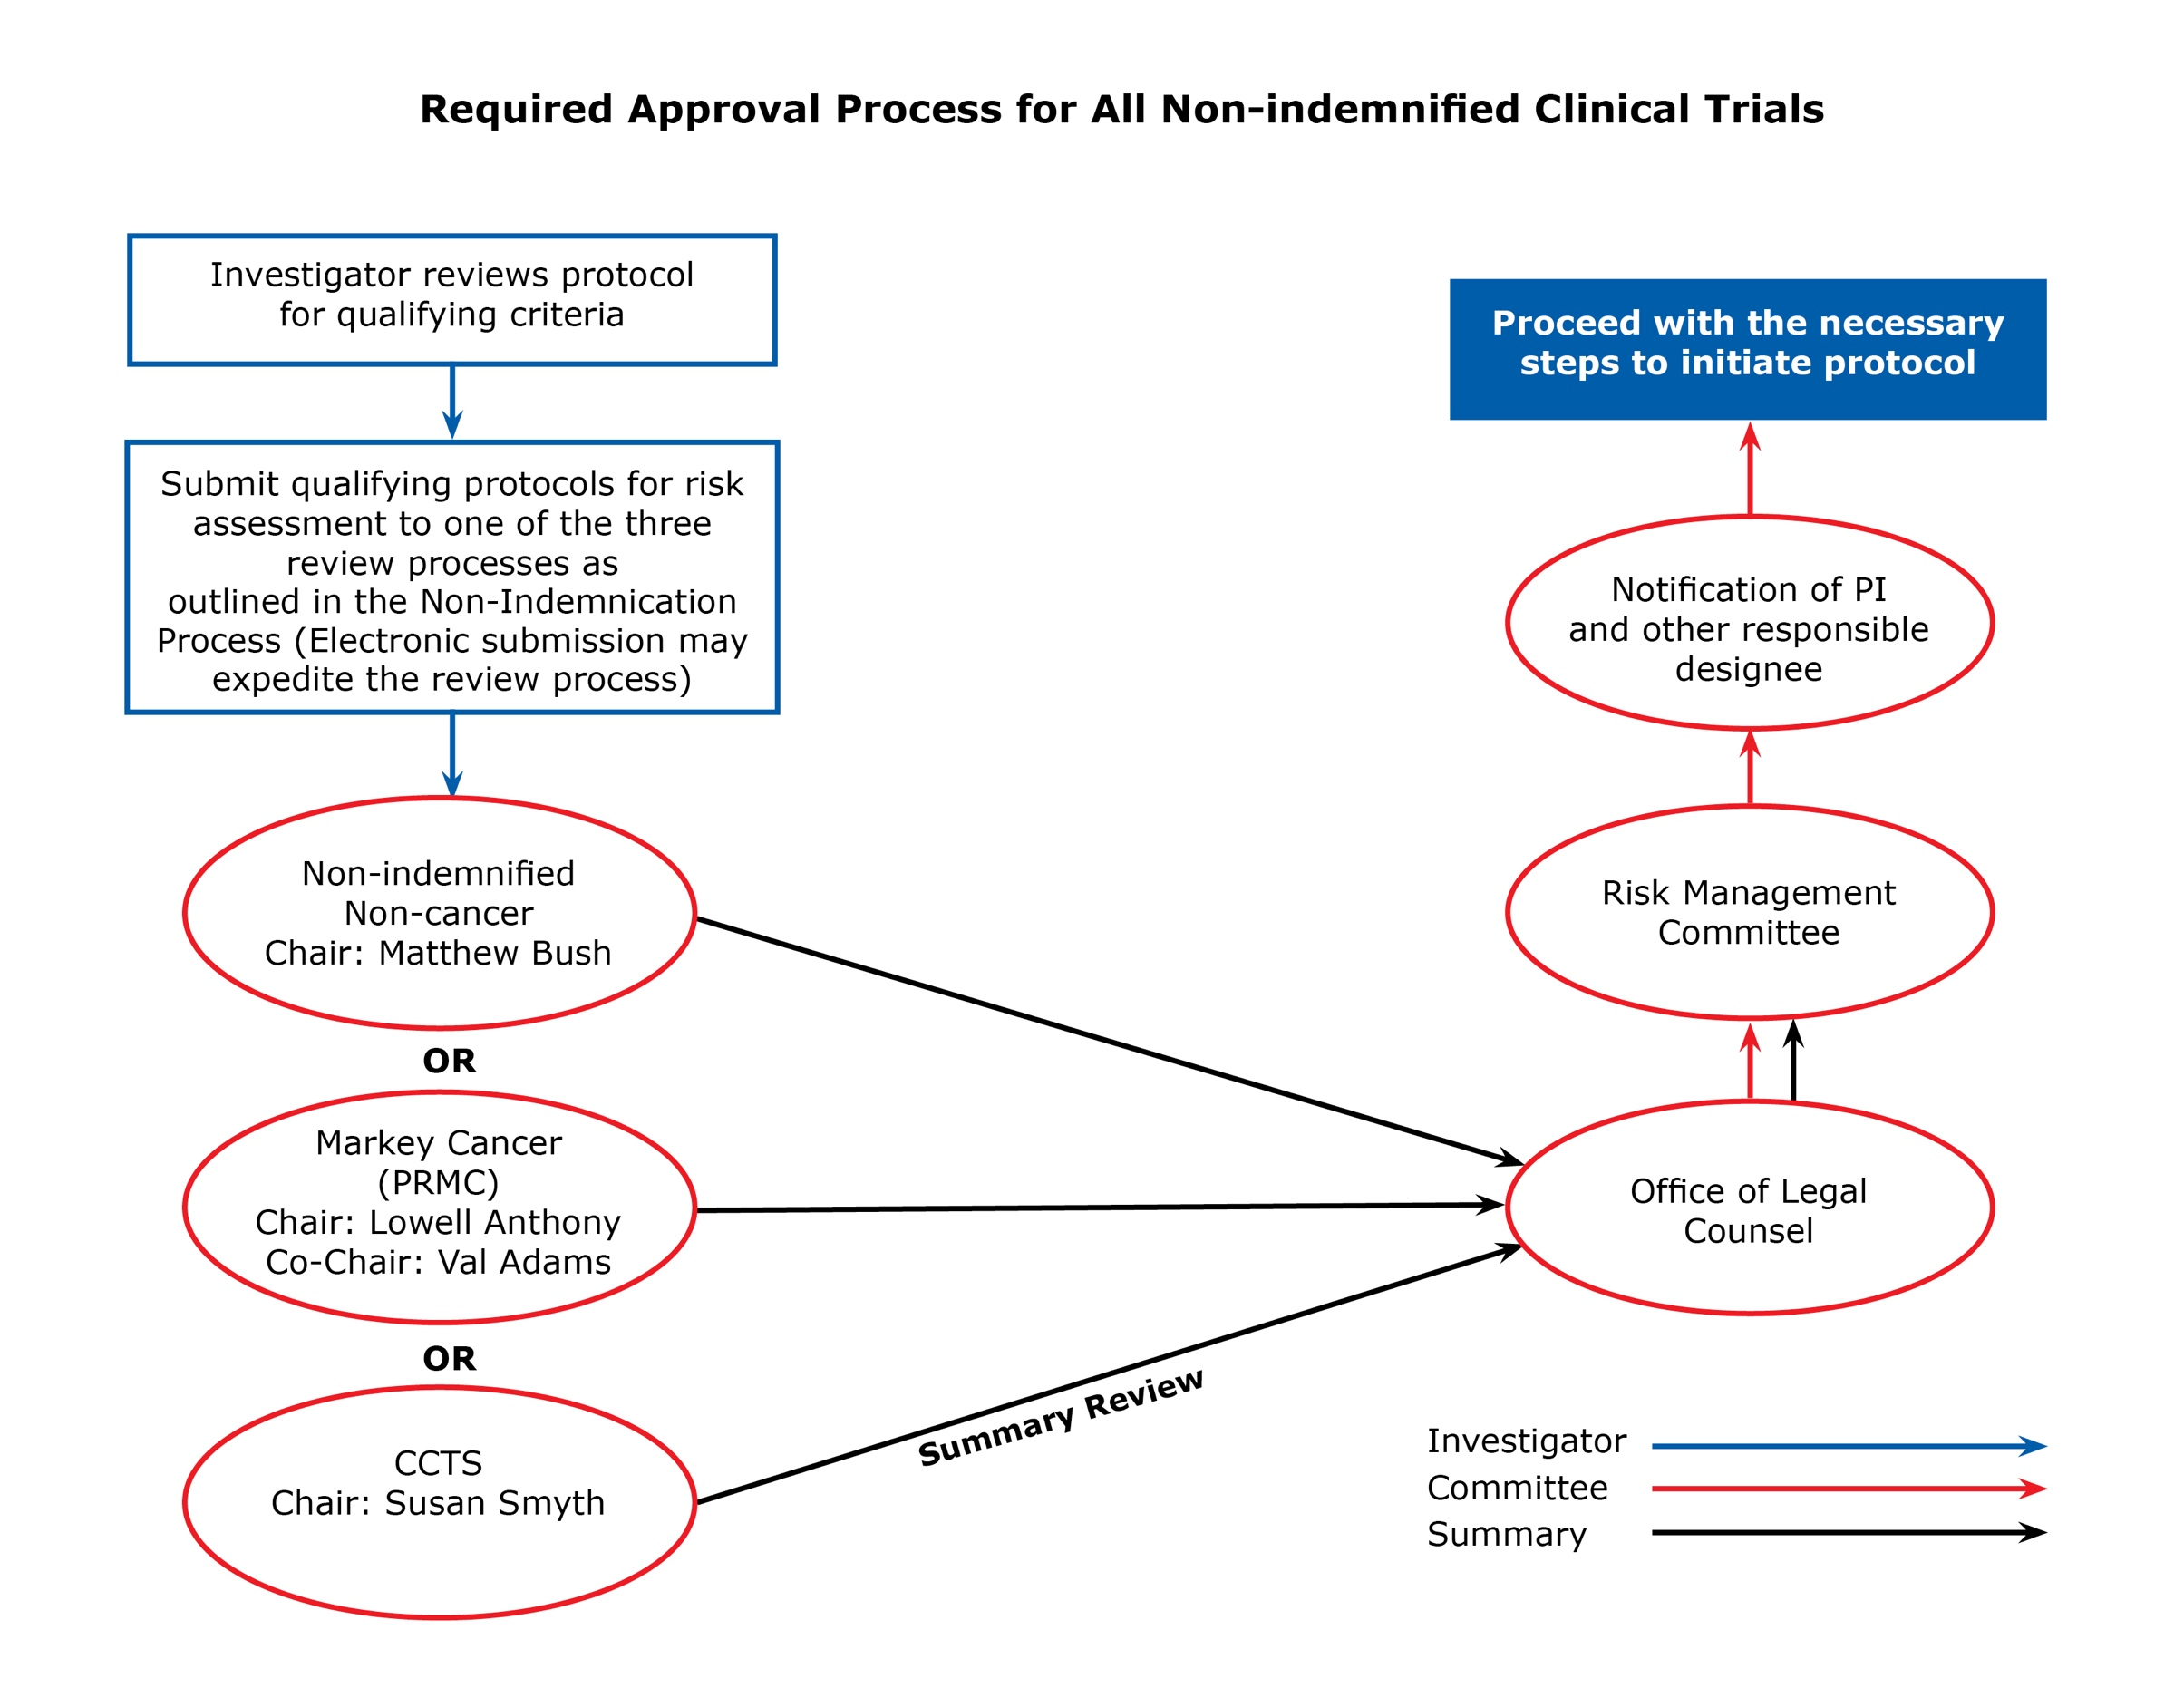 Required Approval Process for All Non-indemnified Clinical Trials
Investigator reviews protocol
for qualifying criteria
Submit qualifying protocols for risk
assessment to one of the three
review processes as
outlined in the Non-Indemnication
Process (Electronic submission may
expedite the review process)
Non-indemnified
Non-cancer
Chair: Matthew Bush
OR
Markey Cancer
(PRMC)
Chair: Lowell Anthony
Co-Chair: Val Adams
OR
CCTS
Chair: Susan Smyth
Summary Review
Office of Legal
Counsel
Risk Management
Committee
Notification of PI
and other responsible
designee
Proceed with the necessary
steps to initiate protocol
Investigator
Committee
Summary